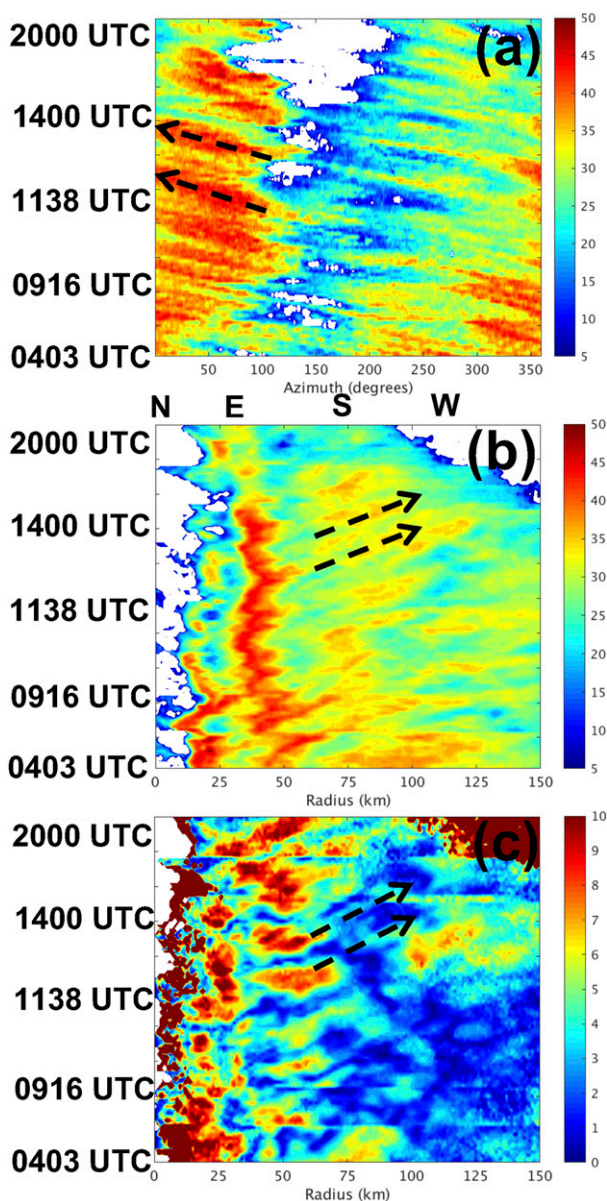 (a)
2000 UTC
1400 UTC
1138 UTC
0916 UTC
0403 UTC
50 100 150 200 250 300 350
Azimuth (degrees)
50
45
40
35
30
25
20
15
10
5
N E S W
(b)
2000 UTC
1400 UTC
1138 UTC
0916 UTC
0403 UTC
0 25 50 75 100 125 150
Radius (km)
50
45
40
35
30
25
20
15
10
5
(c)
2000 UTC
1400 UTC
1138 UTC
0916 UTC
0403 UTC
0 25 50 75 100 125 150
Radius (km)
10
9
8
7
6
5
4
3
2
1
0